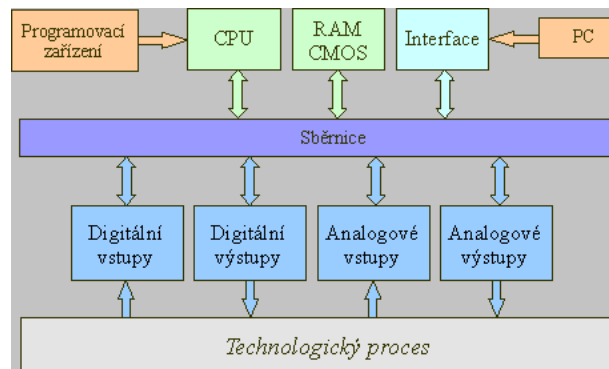 Programovací
zařízení
CPU
RAM
CMOS
Interface
PC
Sběrnice
Digitální
vstupy
Digitální
výstupy
Analogové
vstupy
Analogové
výstupy
Technologický proces